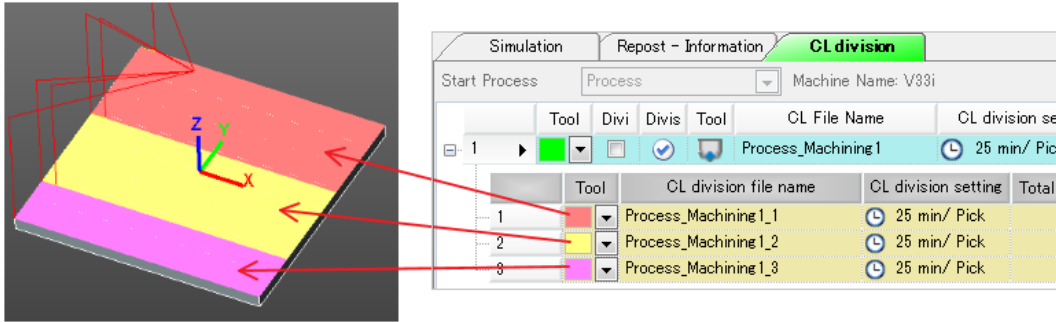 Z
Y
X
Simulation Repost - Information CL division
Start Process Process Machine Name: V33i
Tool Divi Divis Tool CL File Name CL division se
1 Process_Machining1 25 min/ Pic
Tool CL division file name CL division setting Total
1 Process_Machining1_1 25 min/ Pick
2 Process_Machining1_2 25 min/ Pick
3 Process_Machining1_3 25 min/ Pick